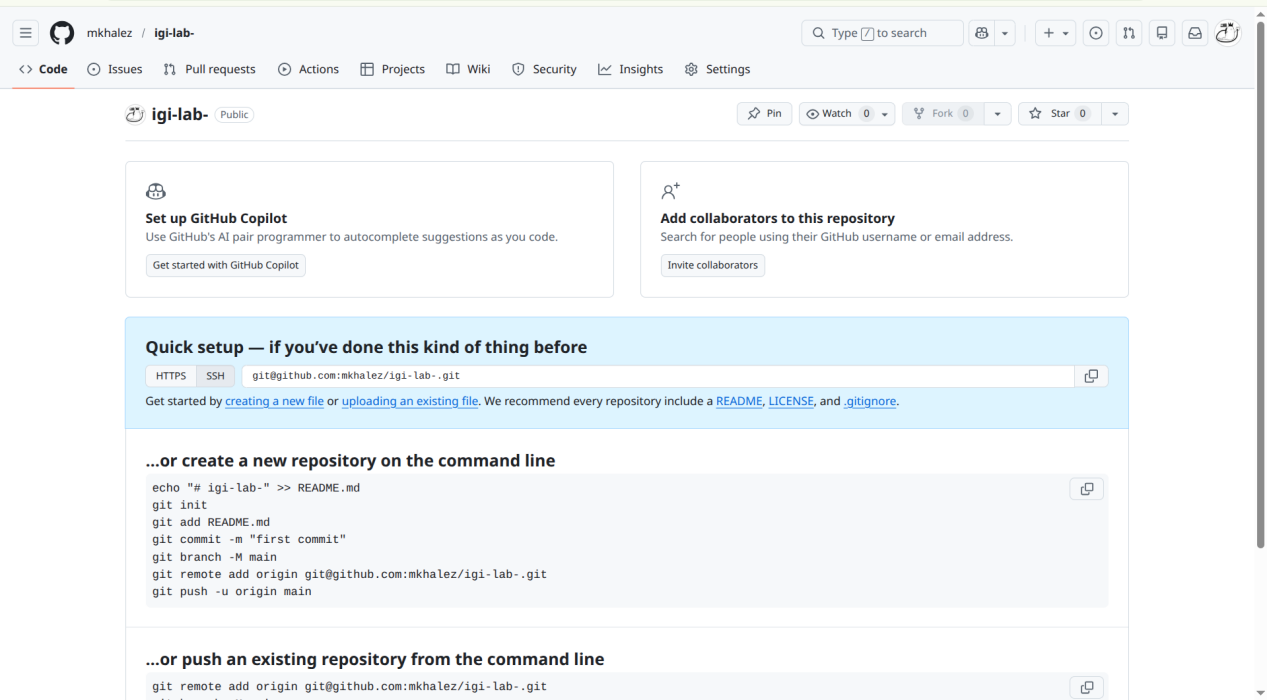 mkhalez / igi-lab-
Type / to search
Code Issues Pull requests Actions Projects Wiki Security Insights Settings
igi-lab- Public
Pin Watch 0 Fork 0 Star 0
Set up GitHub Copilot
Use GitHub's AI pair programmer to autocomplete suggestions as you code.
Get started with GitHub Copilot
Add collaborators to this repository
Search for people using their GitHub username or email address.
Invite collaborators
Quick setup — if you’ve done this kind of thing before
HTTPS SSH git@github.com:mkhalez/igi-lab-.git
Get started by creating a new file or uploading an existing file. We recommend every repository include a README, LICENSE, and .gitignore.
…or create a new repository on the command line
echo "# igi-lab-" >> README.md
git init
git add README.md
git commit -m "first commit"
git branch -M main
git remote add origin git@github.com:mkhalez/igi-lab-.git
git push -u origin main
…or push an existing repository from the command line
git remote add origin git@github.com:mkhalez/igi-lab-.git